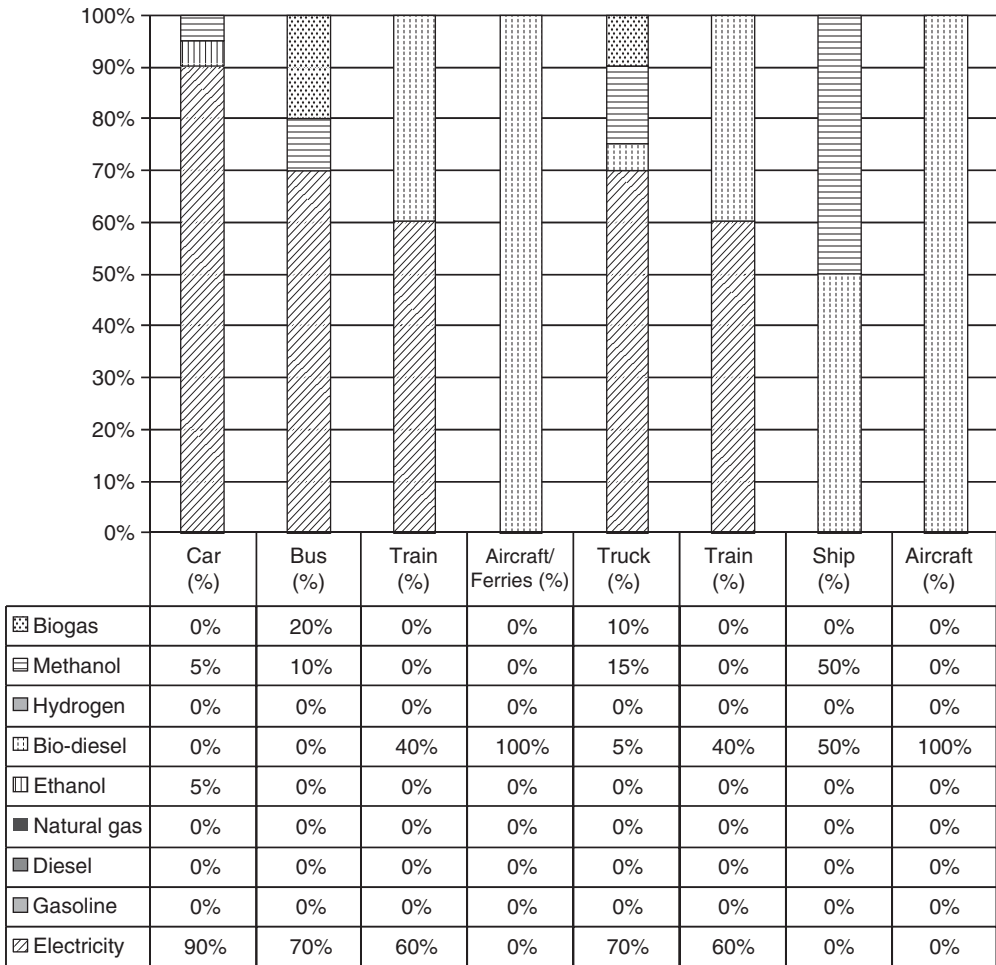 100%
90%
80%
70%
60%
50%
40%
30%
20%
10%
0%
Car (%) Bus (%) Train (%) Aircraft/ Ferries (%) Truck (%) Train (%) Ship (%) Aircraft (%)
Biogas 0% 20% 0% 0% 10% 0% 0% 0%
Methanol 5% 10% 0% 0% 15% 0% 50% 0%
Hydrogen 0% 0% 0% 0% 0% 0% 0% 0%
Bio-diesel 0% 0% 40% 100% 5% 40% 50% 100%
Ethanol 5% 0% 0% 0% 0% 0% 0% 0%
Natural gas 0% 0% 0% 0% 0% 0% 0% 0%
Diesel 0% 0% 0% 0% 0% 0% 0% 0%
Gasoline 0% 0% 0% 0% 0% 0% 0% 0%
Electricity 90% 70% 60% 0% 70% 60% 0% 0%